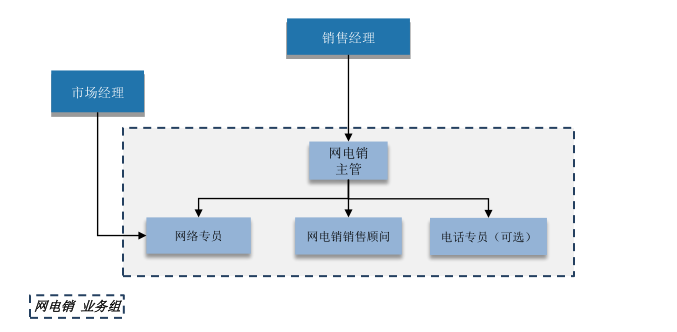 销售经理
市场经理
网电销
主管
网络专员
网电销销售顾问
电话专员（可选）
网电销 业务组